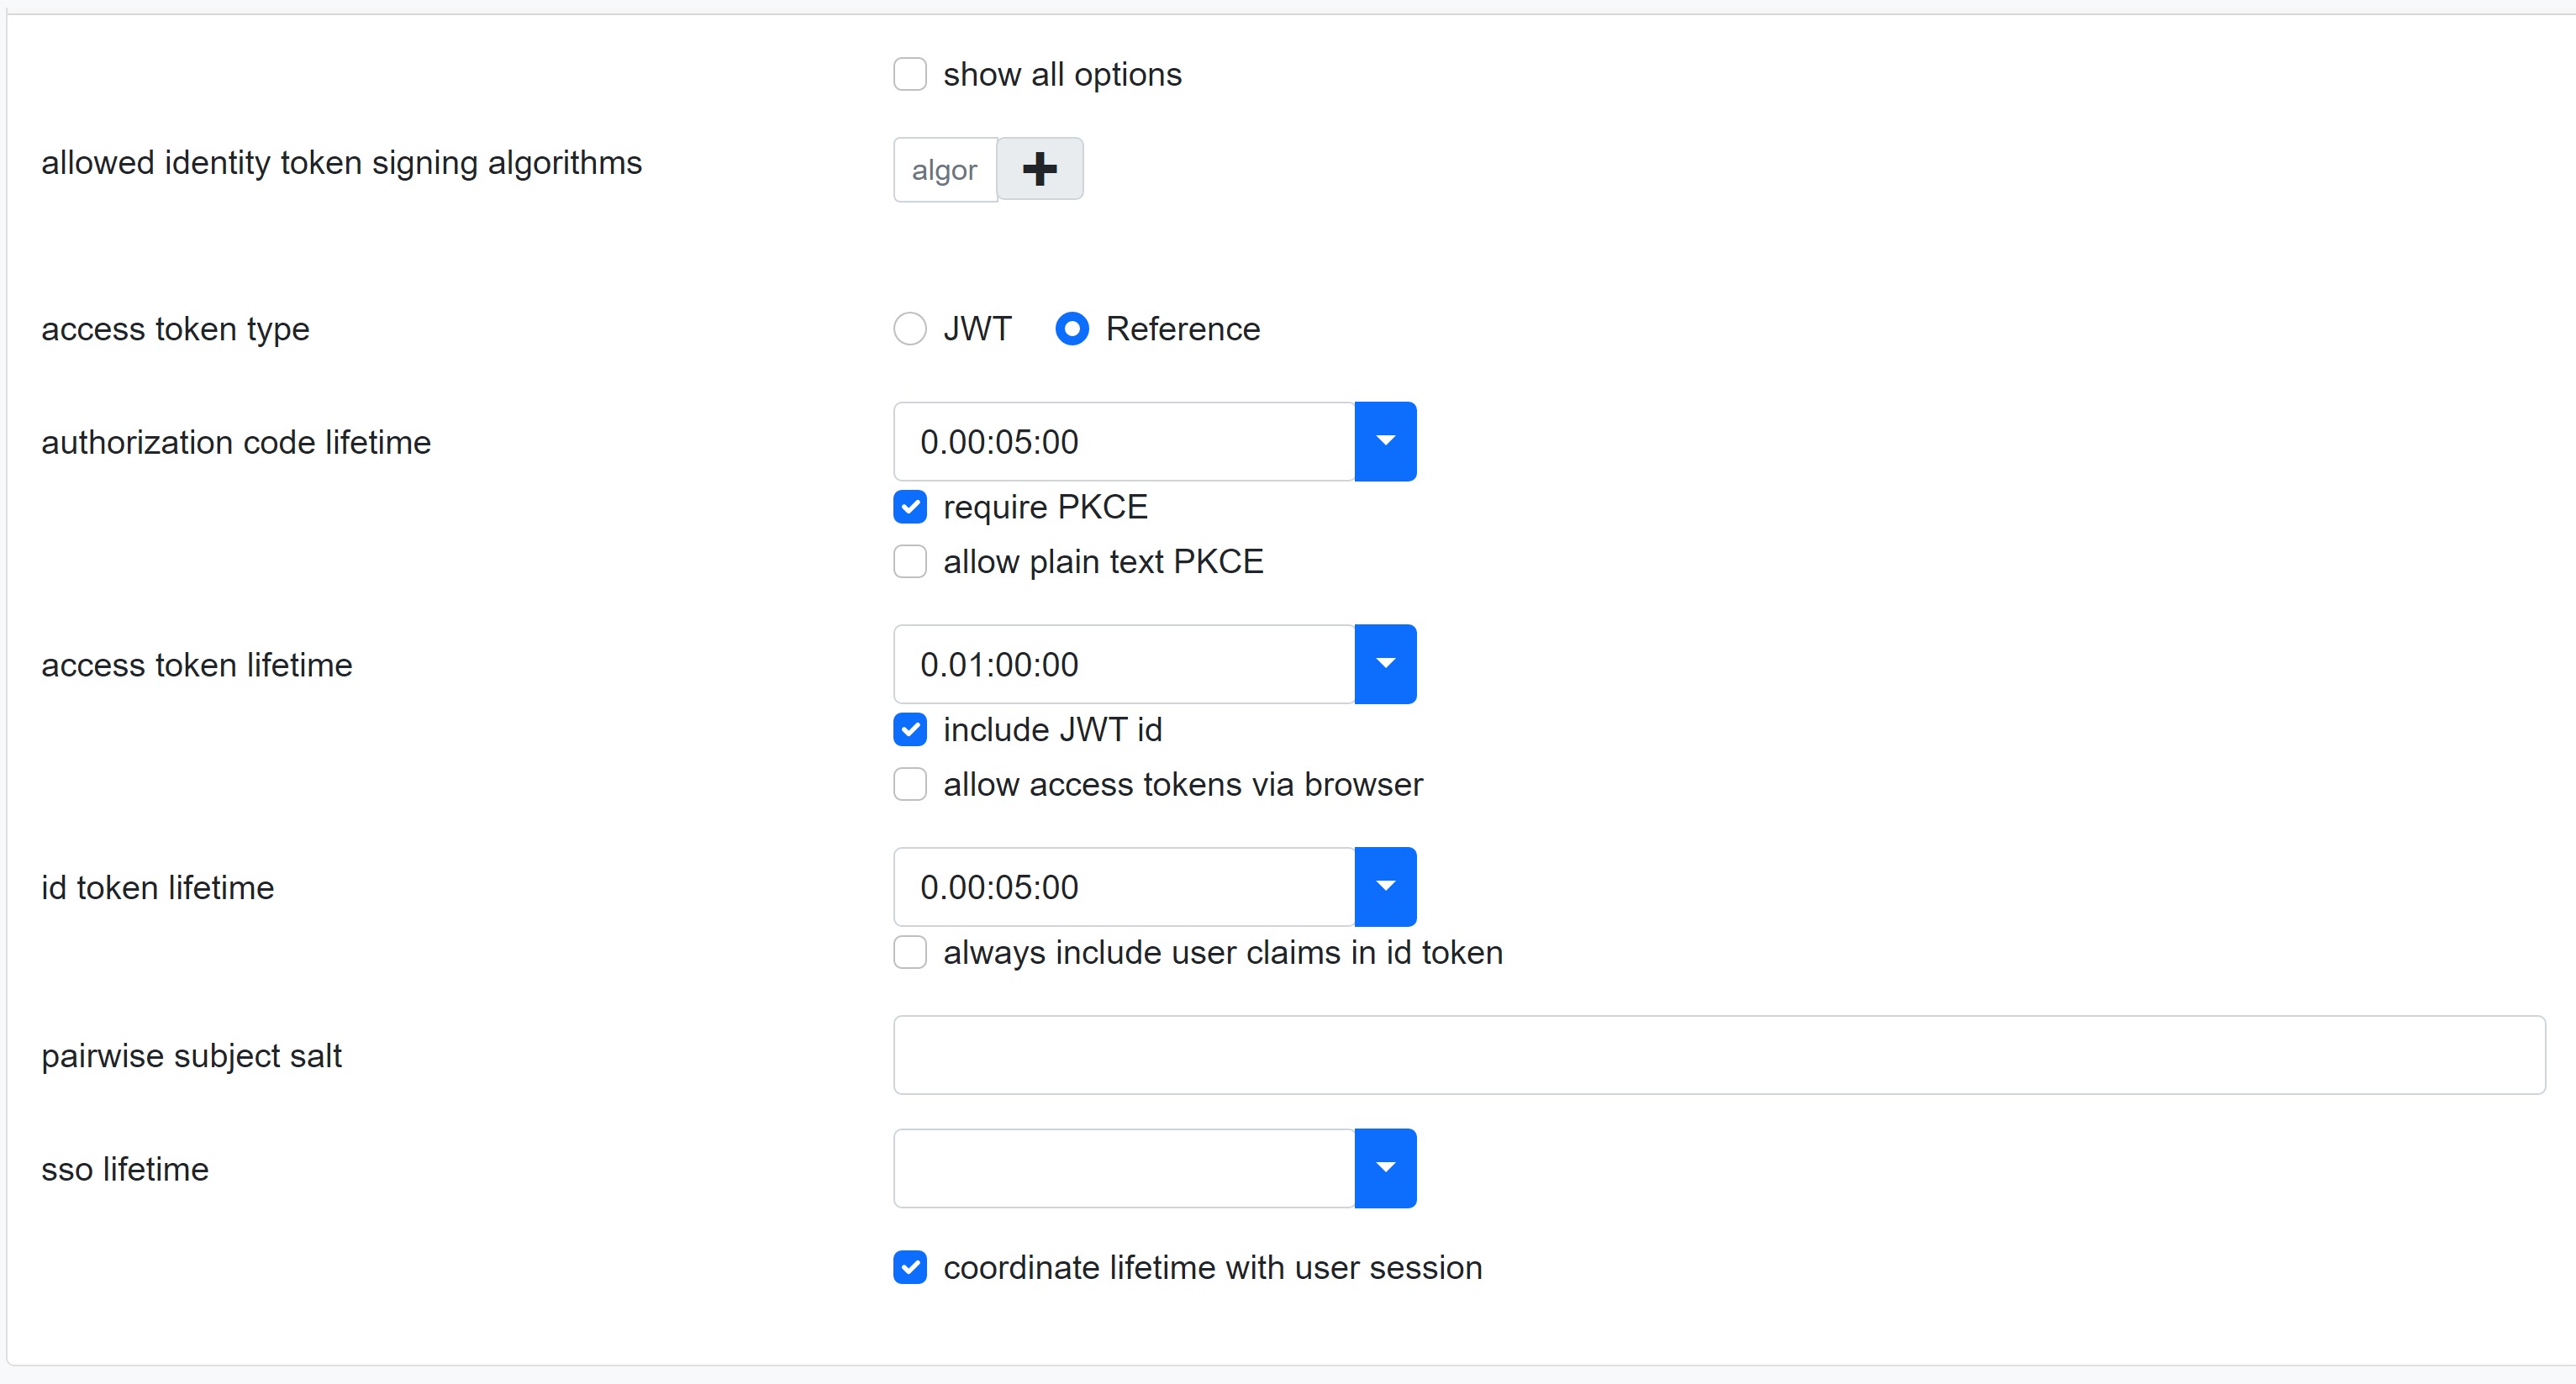 show all options
allowed identity token signing algorithms
algor
access token type
JWT Reference
authorization code lifetime
0.00:05:00
require PKCE
allow plain text PKCE
access token lifetime
0.01:00:00
include JWT id
allow access tokens via browser
id token lifetime
0.00:05:00
always include user claims in id token
pairwise subject salt
sso lifetime
coordinate lifetime with user session